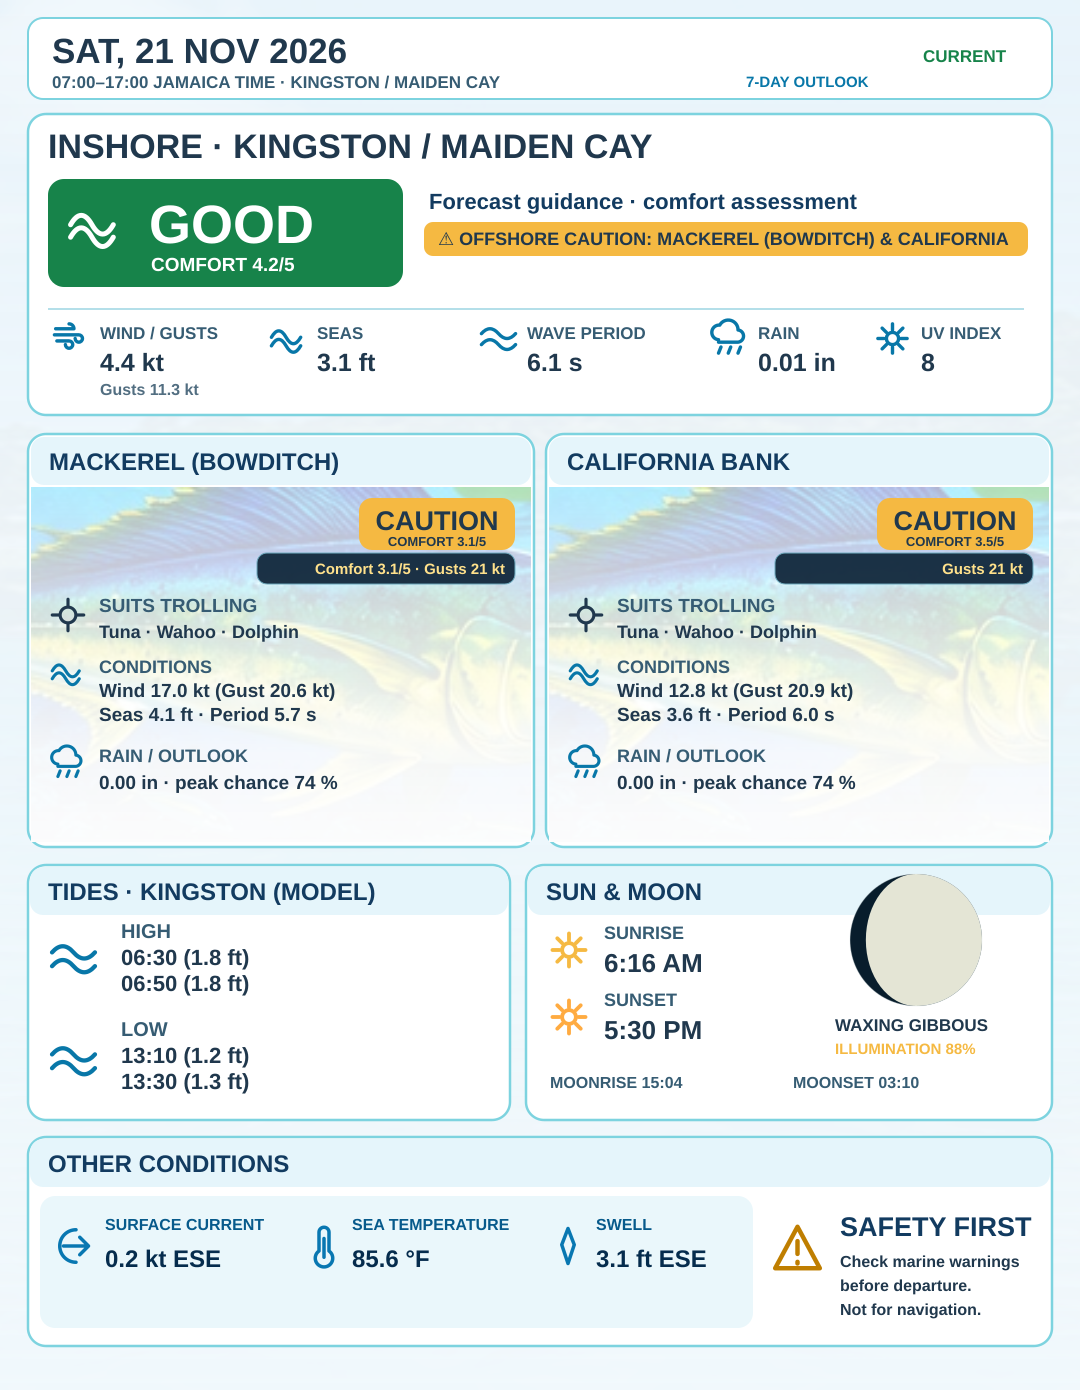 SAT, 21 NOV 2026
07:00–17:00 JAMAICA TIME · KINGSTON / MAIDEN CAY
CURRENT
7-DAY OUTLOOK
INSHORE · KINGSTON / MAIDEN CAY
GOOD
COMFORT 4.2/5
Forecast guidance · comfort assessment
⚠ OFFSHORE CAUTION: MACKEREL (BOWDITCH) & CALIFORNIA
WIND / GUSTS
4.4 kt
Gusts 11.3 kt
SEAS
3.1 ft
WAVE PERIOD
6.1 s
RAIN
0.01 in
UV INDEX
8
MACKEREL (BOWDITCH)
CAUTION
COMFORT 3.1/5
Comfort 3.1/5 · Gusts 21 kt
SUITS TROLLING
Tuna · Wahoo · Dolphin
CONDITIONS
Wind 17.0 kt (Gust 20.6 kt)
Seas 4.1 ft · Period 5.7 s
RAIN / OUTLOOK
0.00 in · peak chance 74 %
CALIFORNIA BANK
CAUTION
COMFORT 3.5/5
Gusts 21 kt
SUITS TROLLING
Tuna · Wahoo · Dolphin
CONDITIONS
Wind 12.8 kt (Gust 20.9 kt)
Seas 3.6 ft · Period 6.0 s
RAIN / OUTLOOK
0.00 in · peak chance 74 %
TIDES · KINGSTON (MODEL)
HIGH
06:30 (1.8 ft)
06:50 (1.8 ft)
LOW
13:10 (1.2 ft)
13:30 (1.3 ft)
SUN & MOON
SUNRISE
6:16 AM
SUNSET
5:30 PM
WAXING GIBBOUS
ILLUMINATION 88%
MOONRISE 15:04
MOONSET 03:10
OTHER CONDITIONS
SURFACE CURRENT
0.2 kt ESE
SEA TEMPERATURE
85.6 °F
SWELL
3.1 ft ESE
SAFETY FIRST
Check marine warnings
before departure.
Not for navigation.